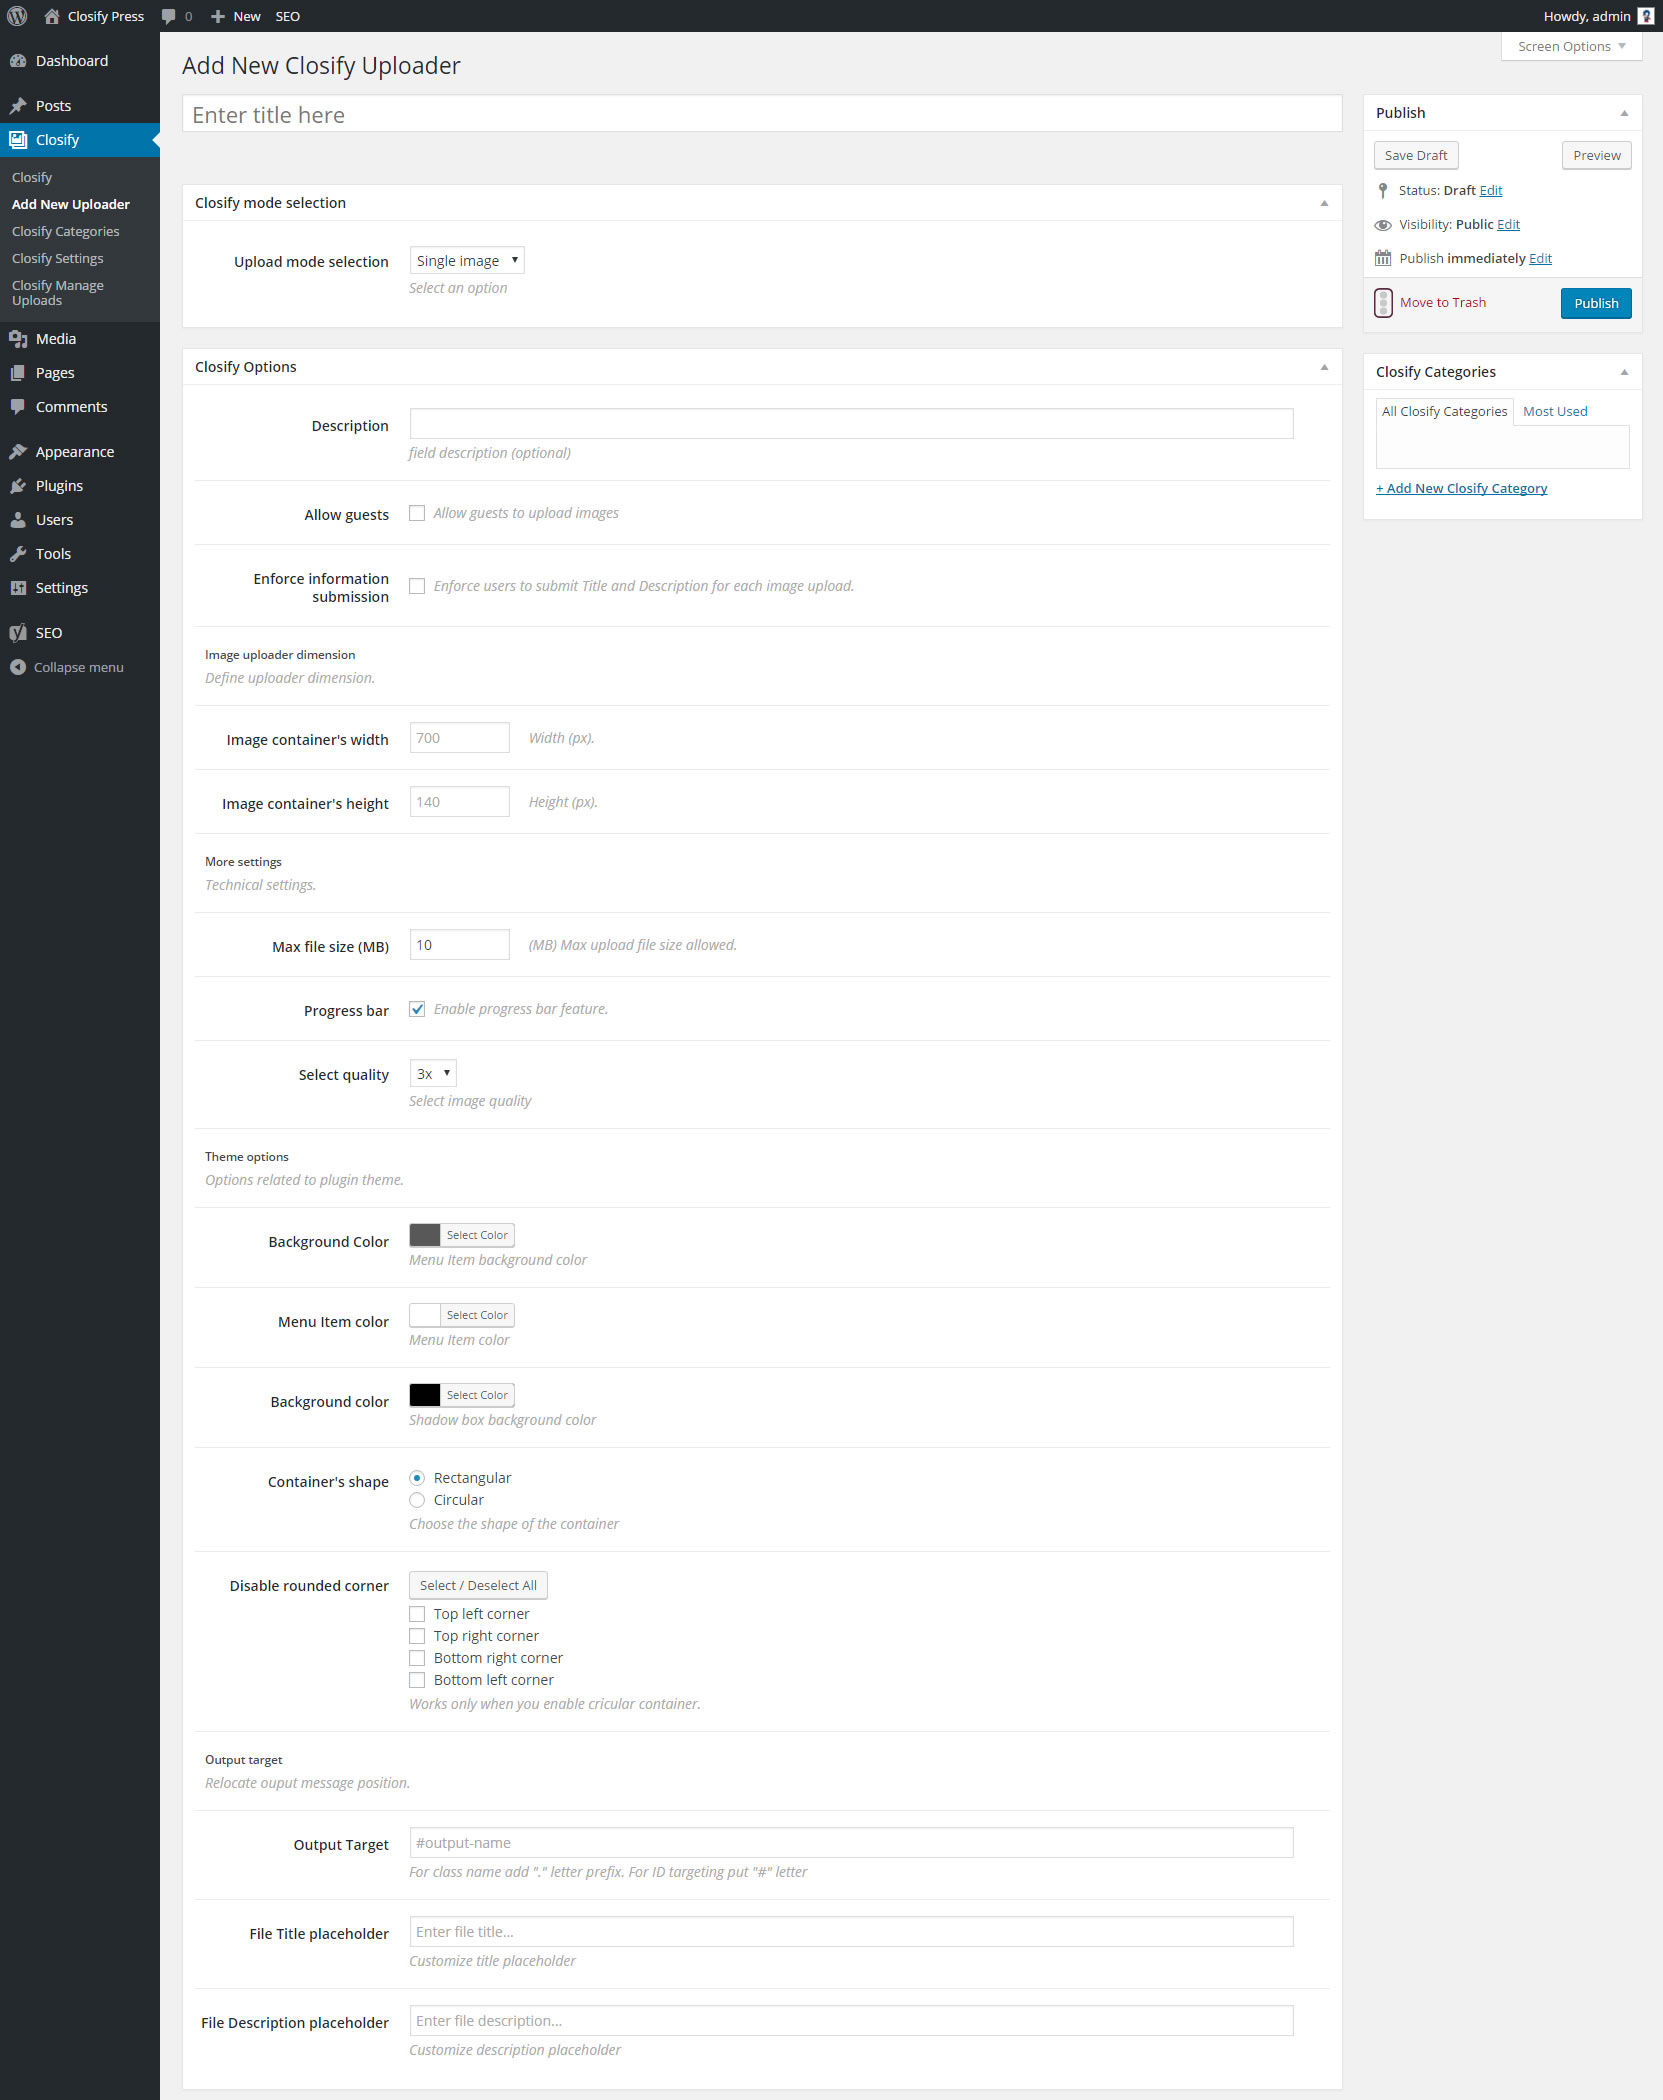 Closify Press
0
New
SEO
Howdy, admin
Dashboard
Posts
Closify
Closify
Add New Uploader
Closify Categories
Closify Settings
Closify Manage
Uploads
Media
Pages
Comments
Appearance
Plugins
Users
Tools
Settings
SEO
Collapse menu
Screen Options
Add New Closify Uploader
Enter title here
Closify mode selection
Upload mode selection
Single image
Select an option
Closify Options
Description
field description (optional)
Allow guests
Allow guests to upload images
Enforce information
submission
Enforce users to submit Title and Description for each image upload.
Image uploader dimension
Define uploader dimension.
Image container's width
700
Width (px).
Image container's height
140
Height (px).
More settings
Technical settings.
Max file size (MB)
10
(MB) Max upload file size allowed.
Progress bar
Enable progress bar feature.
Select quality
3x
Select image quality
Theme options
Options related to plugin theme.
Background Color
Select Color
Menu Item background color
Menu Item color
Select Color
Menu Item color
Background color
Select Color
Shadow box background color
Container's shape
Rectangular
Circular
Choose the shape of the container
Disable rounded corner
Select / Deselect All
Top left corner
Top right corner
Bottom right corner
Bottom left corner
Works only when you enable cricular container.
Output target
Relocate ouput message position.
Output Target
#output-name
For class name add "." letter prefix. For ID targeting put "#" letter
File Title placeholder
Enter file title...
Customize title placeholder
File Description placeholder
Enter file description...
Customize description placeholder
Publish
Save Draft
Preview
Status: Draft Edit
Visibility: Public Edit
Publish immediately Edit
Move to Trash
Publish
Closify Categories
All Closify Categories
Most Used
+ Add New Closify Category